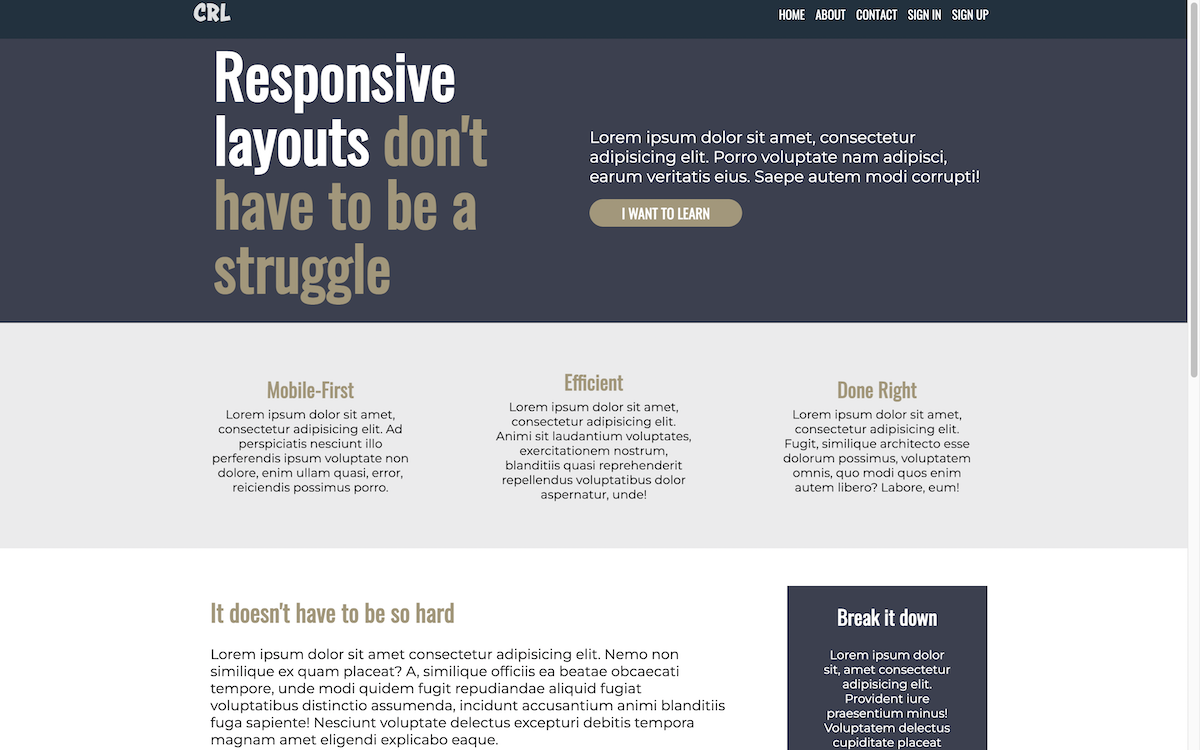 CRL
HOME ABOUT CONTACT SIGN IN SIGN UP
Responsive
layouts don't
have to be a
struggle
Lorem ipsum dolor sit amet, consectetur
adipisicing elit. Porro voluptate nam adipisci,
earum veritatis eius. Saepe autem modi corrupti!
I WANT TO LEARN
Mobile-First
Lorem ipsum dolor sit amet,
consectetur adipisicing elit. Ad
perspiciatis nesciunt illo
perferendis ipsum voluptate non
dolore, enim ullam quasi, error,
reiciendis possimus porro.
Efficient
Lorem ipsum dolor sit amet,
consectetur adipisicing elit.
Animi sit laudantium voluptates,
exercitationem nostrum,
blanditiis quasi reprehenderit
repellendus voluptatibus dolor
aspernatur, unde!
Done Right
Lorem ipsum dolor sit amet,
consectetur adipisicing elit.
Fugit, similique architecto esse
dolorum possimus, voluptatem
omnis, quo modi quos enim
autem libero? Labore, eum!
It doesn't have to be so hard
Lorem ipsum dolor sit amet consectetur adipisicing elit. Nemo non
similique ex quam placeat? A, similique officiis ea beatae obcaecati
tempore, unde modi quidem fugit repudiandae aliquid fugiat
voluptatibus distinctio assumenda, incidunt accusantium animi blanditiis
fuga sapiente! Nesciunt voluptate delectus excepturi debitis tempora
magnam amet eligendi explicabo eaque.
Break it down
Lorem ipsum dolor
sit, amet consectetur
adipisicing elit.
Provident iure
praesentium minus!
Voluptatem delectus
cupiditate placeat